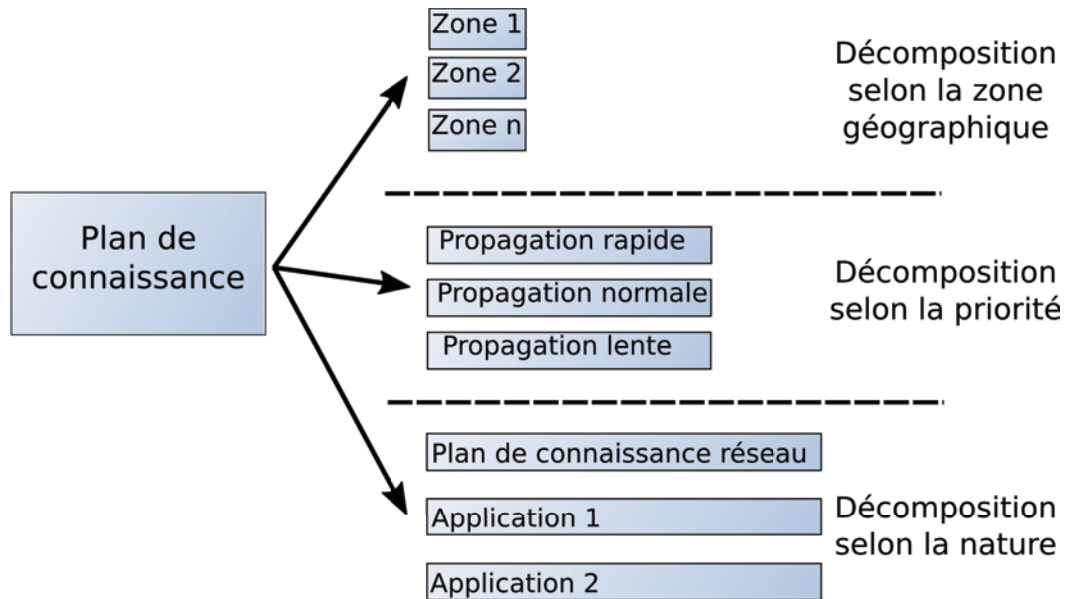 Zone 1
Zone 2
Zone n
Décomposition
selon la zone
géographique
Plan de
connaissance
Propagation rapide
Propagation normale
Propagation lente
Décomposition
selon la priorité
Plan de connaissance réseau
Application 1
Application 2
Décomposition
selon la nature